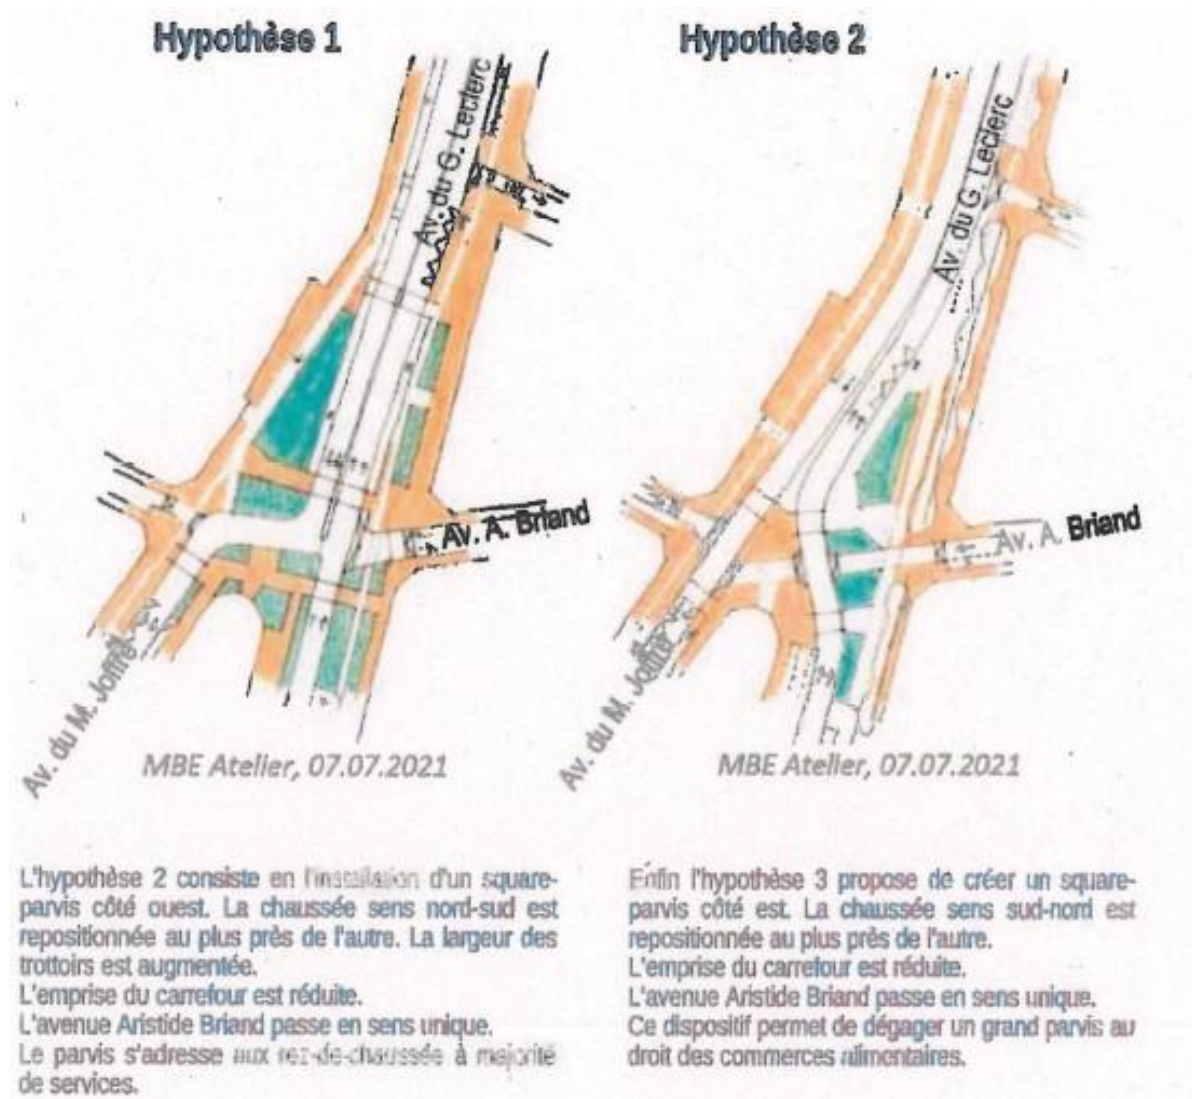 Hypothèse 1
Av. du G. Leclerc
Av. A. Briand
Av. du M. Joffre
MBE Atelier, 07.07.2021
L'hypothèse 2 consiste en l'installation d'un square-
parvis côté ouest. La chaussée sens nord-sud est
repositionnée au plus près de l'autre. La largeur des
trottoirs est augmentée.
L'emprise du carrefour est réduite.
L'avenue Aristide Briand passe en sens unique.
Le parvis s'adresse aux rez-de-chaussée à majorité
de services.
Hypothèse 2
Av. du G. Leclerc
Av. A. Briand
Av. du M. Joffre
MBE Atelier, 07.07.2021
Enfin l'hypothèse 3 propose de créer un square-
parvis côté est. La chaussée sens sud-nord est
repositionnée au plus près de l'autre.
L'emprise du carrefour est réduite.
L'avenue Aristide Briand passe en sens unique.
Ce dispositif permet de dégager un grand parvis au
droit des commerces alimentaires.